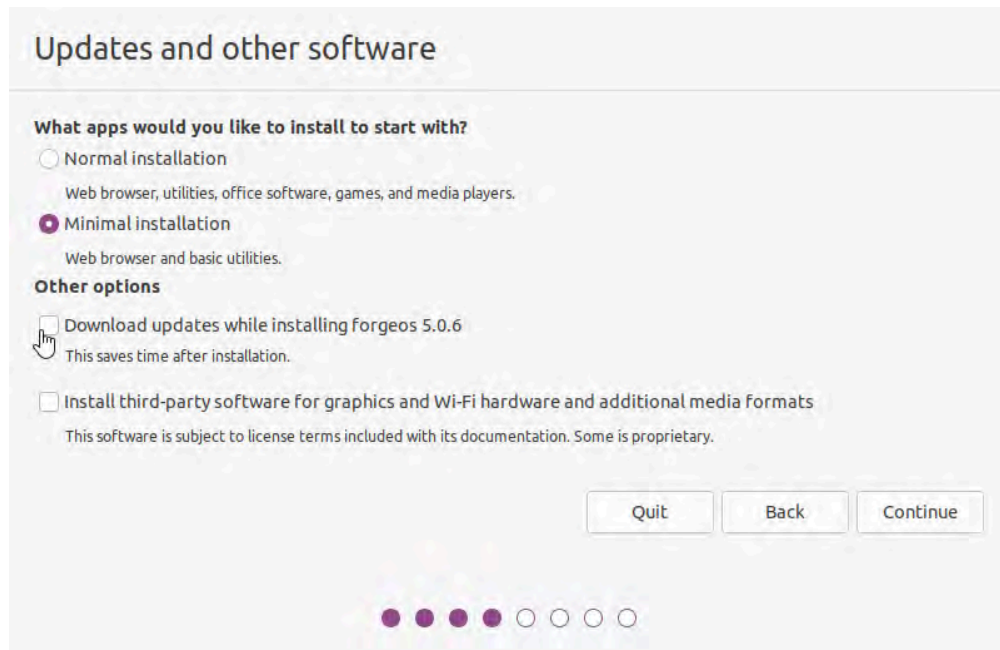 Updates and other software
What apps would you like to install to start with?
Normal installation
Web browser, utilities, office software, games, and media players.
Minimal installation
Web browser and basic utilities.
Other options
Download updates while installing forgeos 5.0.6
This saves time after installation.
Install third-party software for graphics and Wi-Fi hardware and additional media formats
This software is subject to license terms included with its documentation. Some is proprietary.
Quit Back Continue